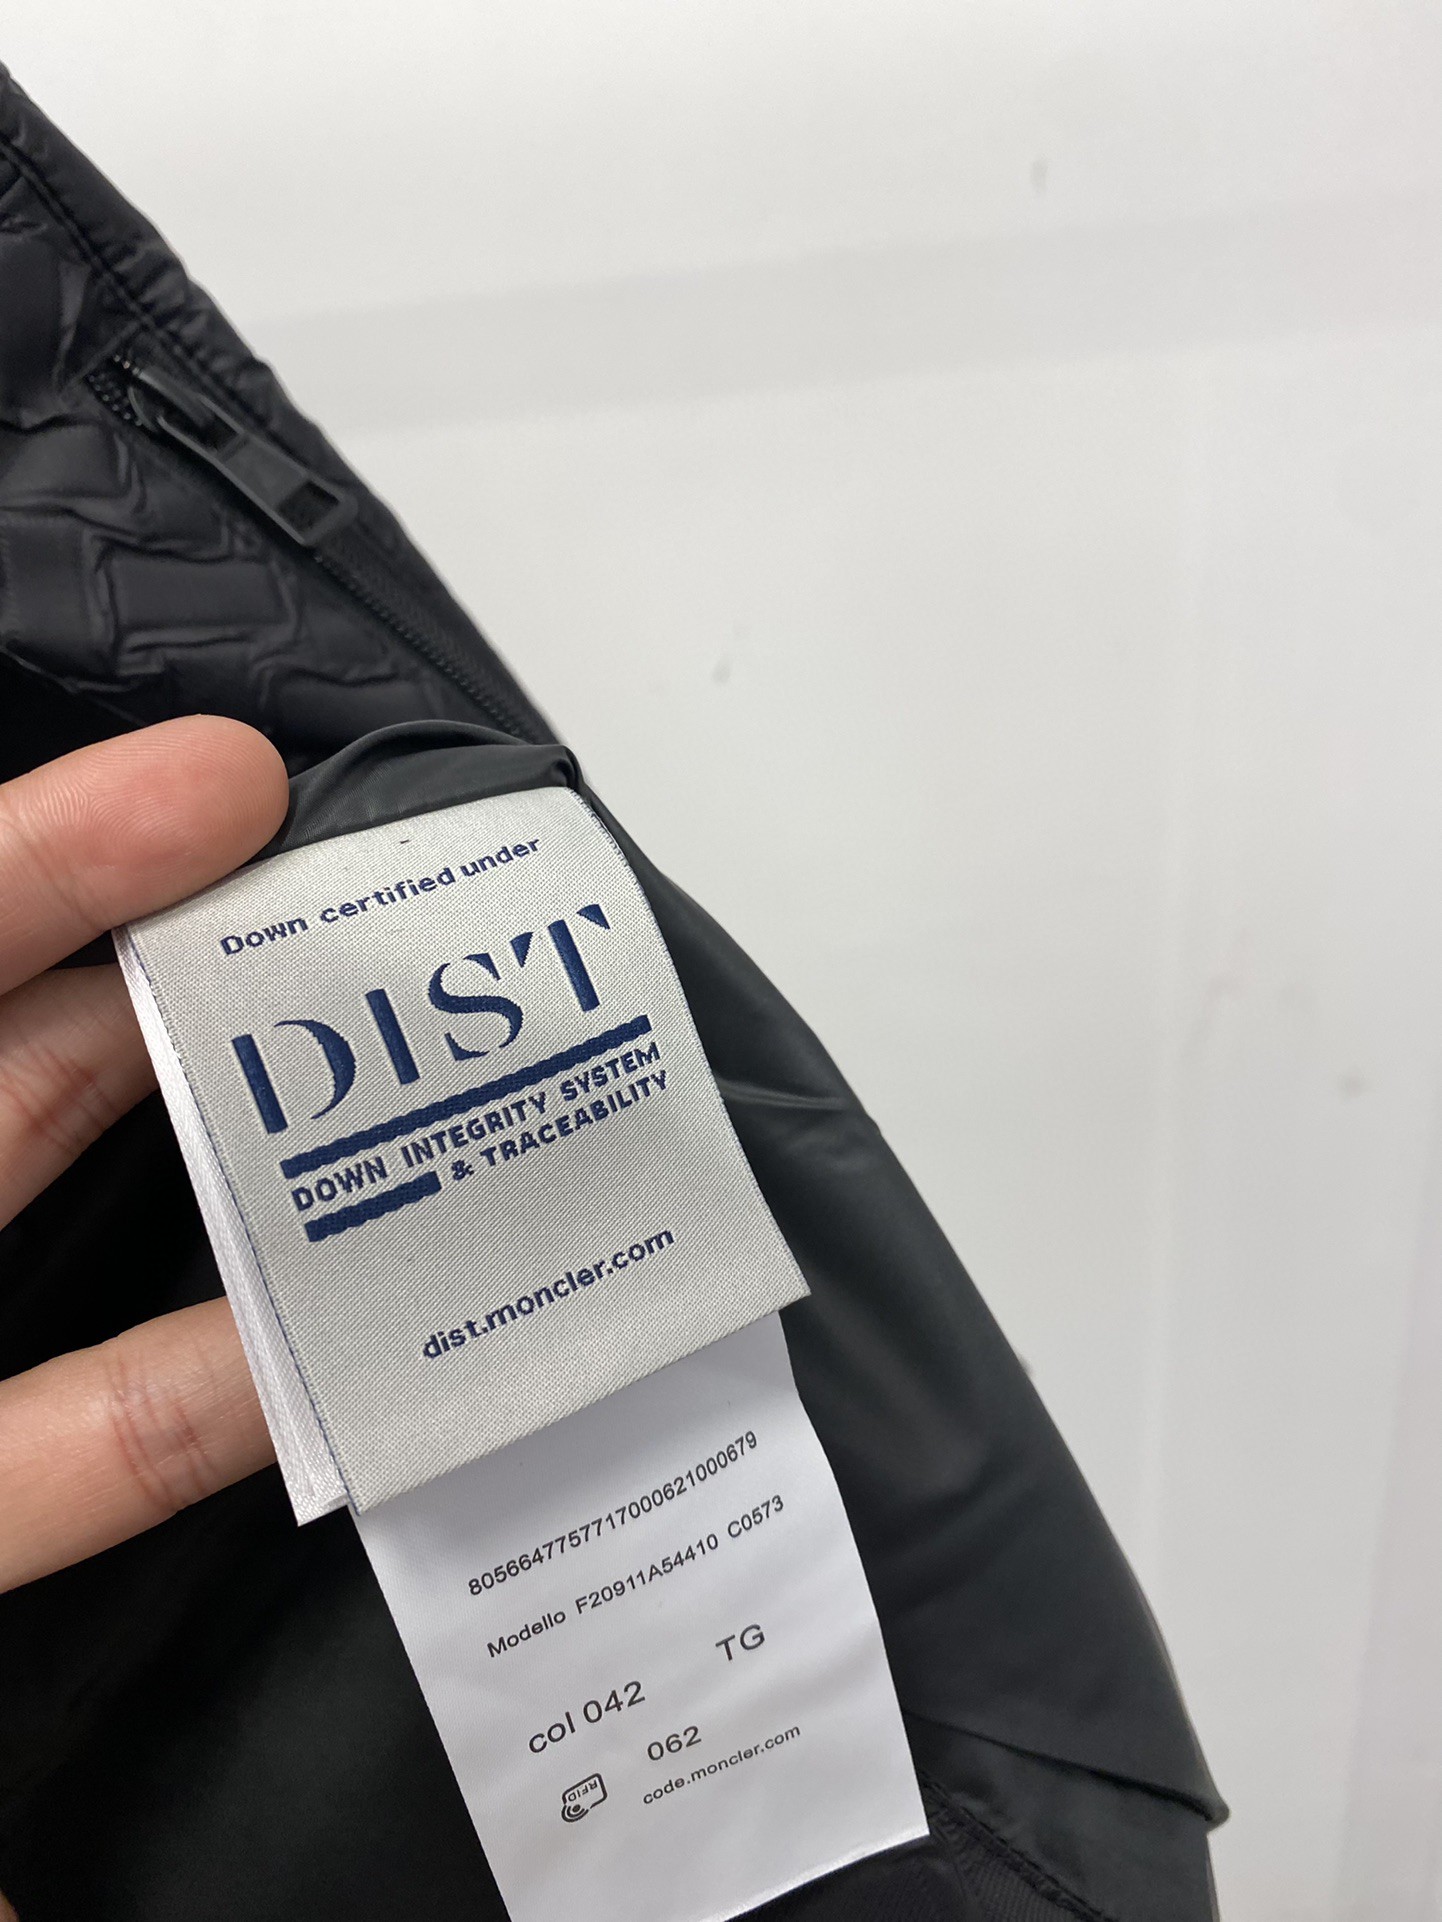 Down certified under
DIST
DOWN INTEGRITY SYSTEM
& TRACEABILITY
dist.moncler.com
8056647757717000621000679
Modello F20911A54410 C0573
TG
col 042
062
RFID
code.moncler.com